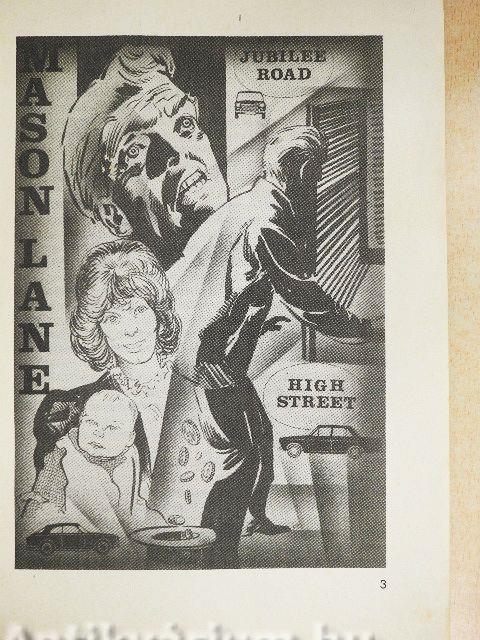 MASON LANE
JUBILEE
ROAD
HIGH
STREET
3